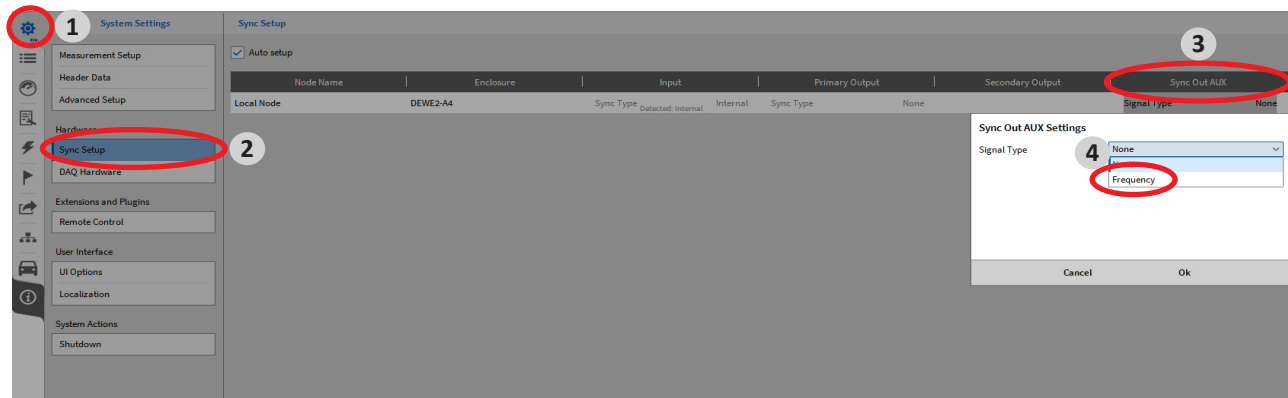 1
System Settings
Sync Setup
3
Measurement Setup
Auto setup
Header Data
Node Name
Enclosure
Input
Primary Output
Secondary Output
Sync Out AUX
Advanced Setup
Local Node
DEWE2-A4
Sync Type Detected: Internal
Internal
Sync Type
None
Signal Type
None
Hardware
Sync Setup
2
DAQ Hardware
Sync Out AUX Settings
Signal Type
4
None
Frequency
Extensions and Plugins
Remote Control
User Interface
UI Options
Localization
Cancel
Ok
System Actions
Shutdown